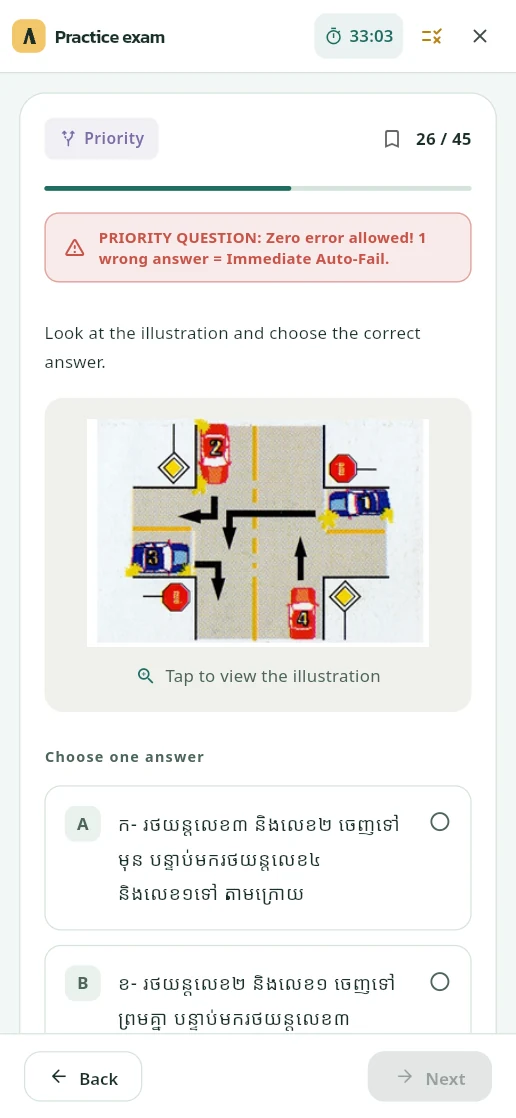 Practice exam
33:03
Priority
26 / 45
PRIORITY QUESTION: Zero error allowed! 1
wrong answer = Immediate Auto-Fail.
Look at the illustration and choose the correct
answer.
2
1
3
4
Tap to view the illustration
Choose one answer
A
ក- រថយន្តលេខ៣ និងលេខ២ ចេញទៅ
មុន បន្ទាប់មករថយន្តលេខ៤
និងលេខ១ទៅ តាមក្រោយ
B
ខ- រថយន្តលេខ២ និងលេខ១ ចេញទៅ
ព្រមគ្នា បន្ទាប់មករថយន្តលេខ៣
Back
Next